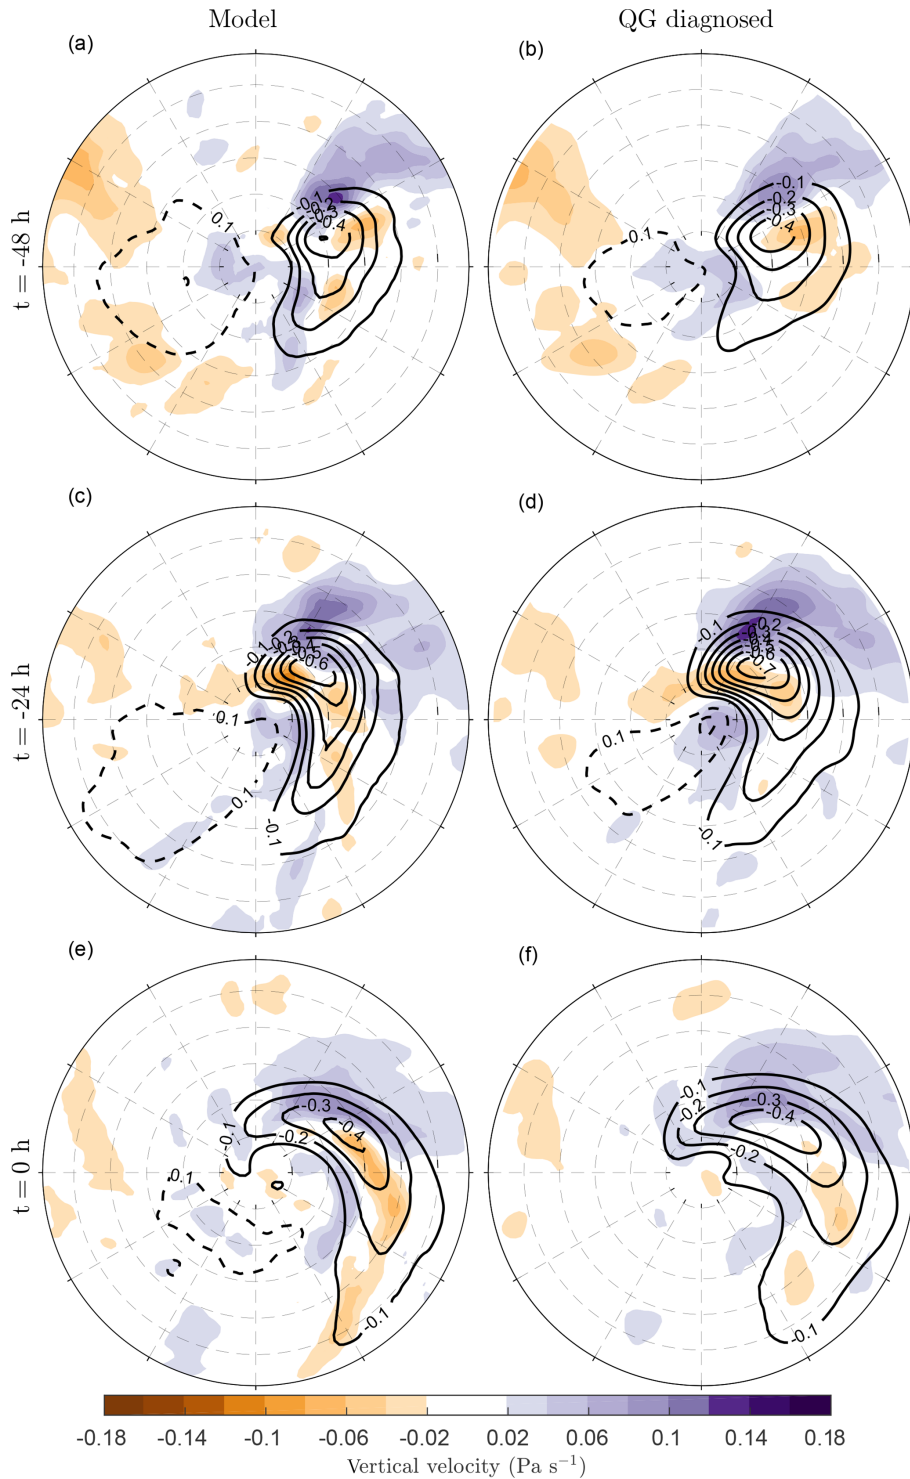 Model QG diagnosed
(a) (b)
t = -48 h
0.1 -0.4
0.1 -0.1 -0.2 -0.3 -0.4
(c) (d)
t = -24 h
-0.1 -0.2 -0.4 -0.5 -0.6
0.1 0.1 -0.1
-0.1 -0.2 -0.7
0.1 -0.1
(e) (f)
t = 0 h
-0.3 -0.4 -0.1 -0.2 0.1 -0.1
-0.1 -0.2 -0.3 -0.4 -0.2 -0.1
-0.18 -0.14 -0.1 -0.06 -0.02 0.02 0.06 0.1 0.14 0.18
Vertical velocity (Pa s⁻¹)